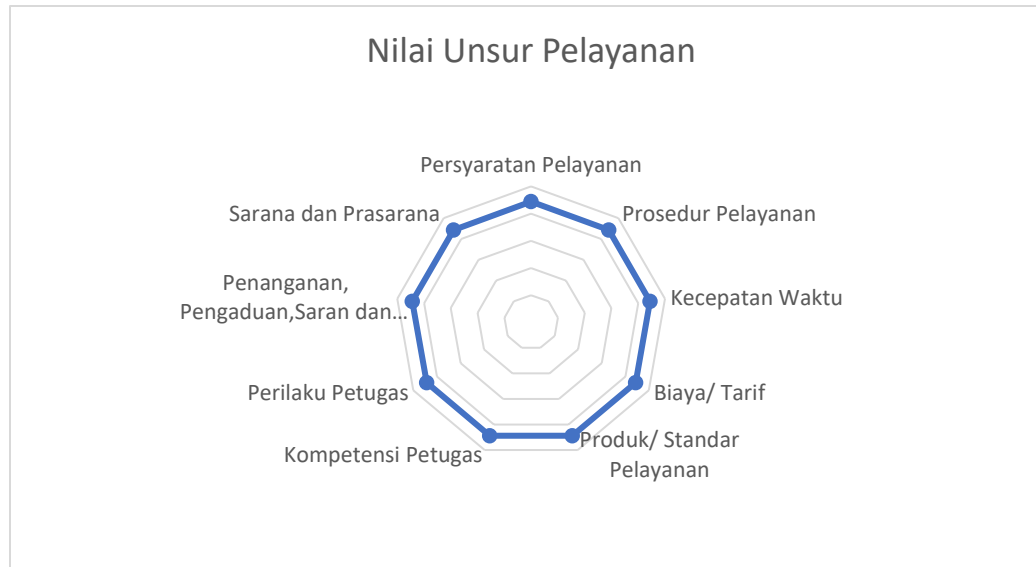 Nilai Unsur Pelayanan
Persyaratan Pelayanan
Prosedur Pelayanan
Kecepatan Waktu
Biaya/ Tarif
Produk/ Standar
Pelayanan
Kompetensi Petugas
Perilaku Petugas
Penanganan,
Pengaduan,Saran dan...
Sarana dan Prasarana